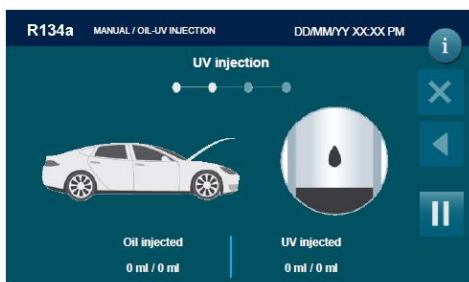 R134a MANUAL / OIL-UV INJECTION DD/MM/YY XX:XX PM
i
UV injection
Oil injected UV injected
0 ml / 0 ml 0 ml / 0 ml